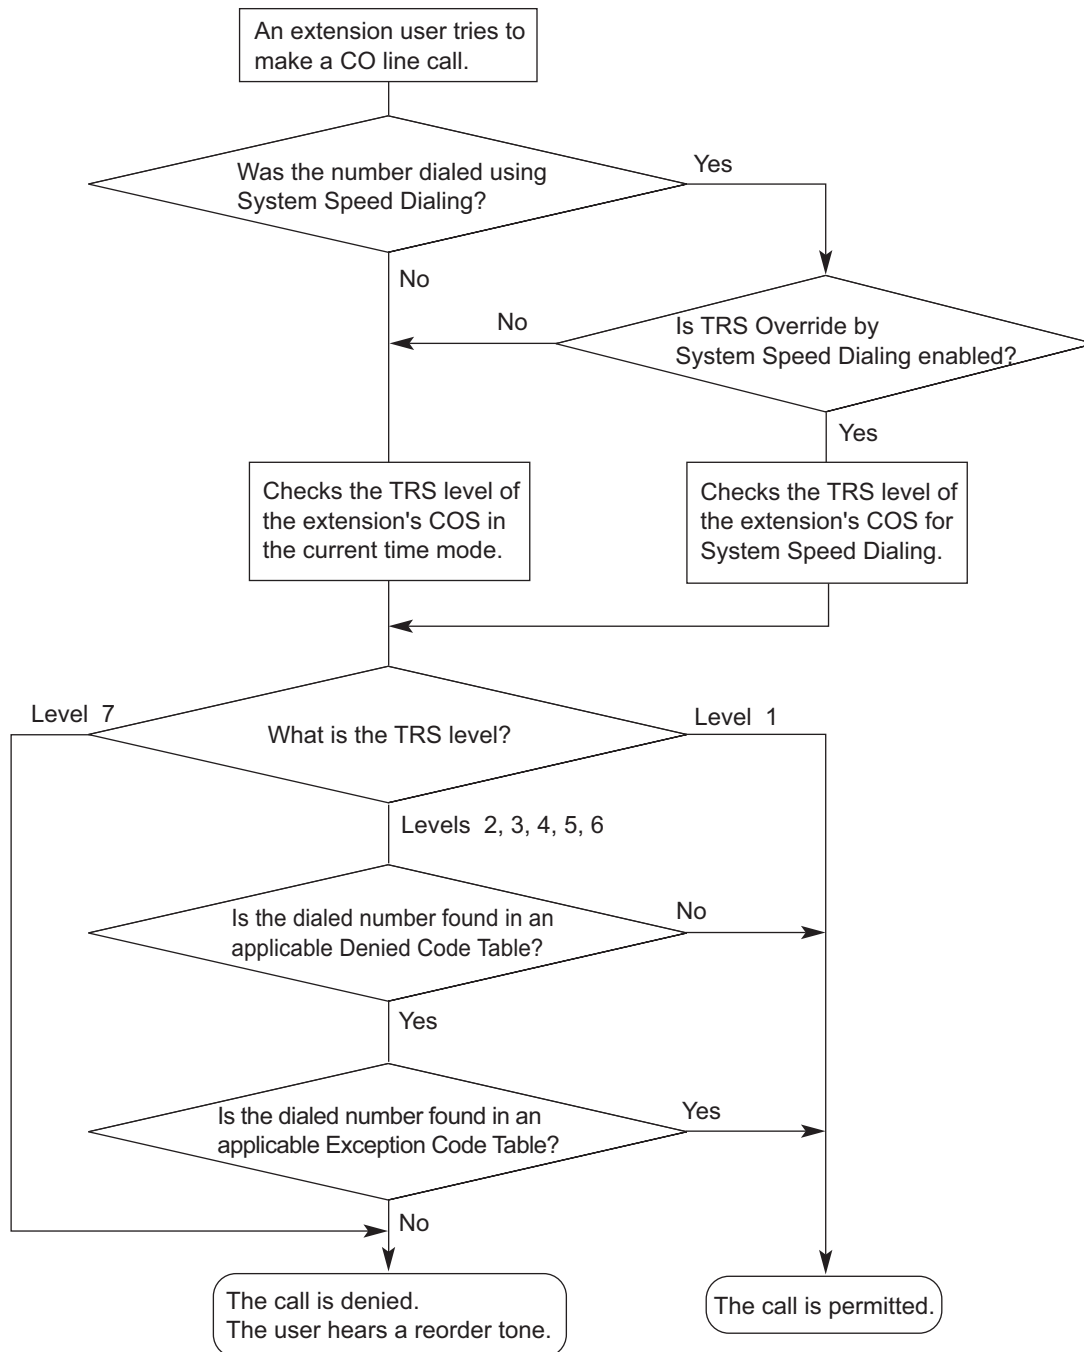 An extension user tries to
make a CO line call.
Was the number dialed using
System Speed Dialing?
Yes
No
Is TRS Override by
System Speed Dialing enabled?
No
Yes
Checks the TRS level of
the extension's COS in
the current time mode.
Checks the TRS level of
the extension's COS for
System Speed Dialing.
What is the TRS level?
Level 7
Level 1
Levels 2, 3, 4, 5, 6
Is the dialed number found in an
applicable Denied Code Table?
No
Yes
Is the dialed number found in an
applicable Exception Code Table?
Yes
No
The call is denied.
The user hears a reorder tone.
The call is permitted.